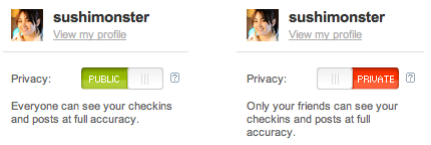 sushimonster
View my profile
Privacy: PUBLIC ?
Everyone can see your checkins
and posts at full accuracy.
sushimonster
View my profile
Privacy: PRIVATE ?
Only your friends can see your
checkins and posts at full
accuracy.